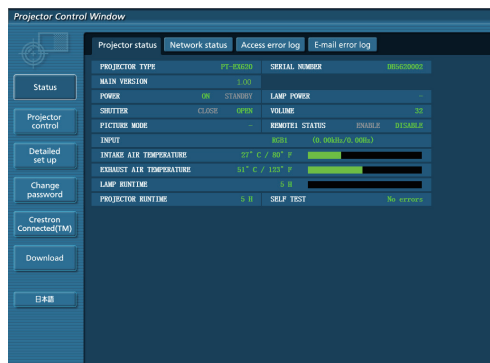 Projector Control Window
Projector status Network status Access error log E-mail error log
PROJECTOR TYPE PT-EX620 SERIAL NUMBER DH5620002
MAIN VERSION 1.00
POWER ON STANDBY LAMP POWER --
SHUTTER CLOSE OPEN VOLUME 32
PICTURE MODE -- REMOTE1 STATUS ENABLE DISABLE
INPUT RGB1 (0.00kHz/0.00Hz)
INTAKE AIR TEMPERATURE 27° C / 80° F
EXHAUST AIR TEMPERATURE 51° C / 123° F
LAMP RUNTIME 5 H
PROJECTOR RUNTIME 5 H SELF TEST No errors
Status
Projector
control
Detailed
set up
Change
password
Crestron
Connected(TM)
Download
日本語